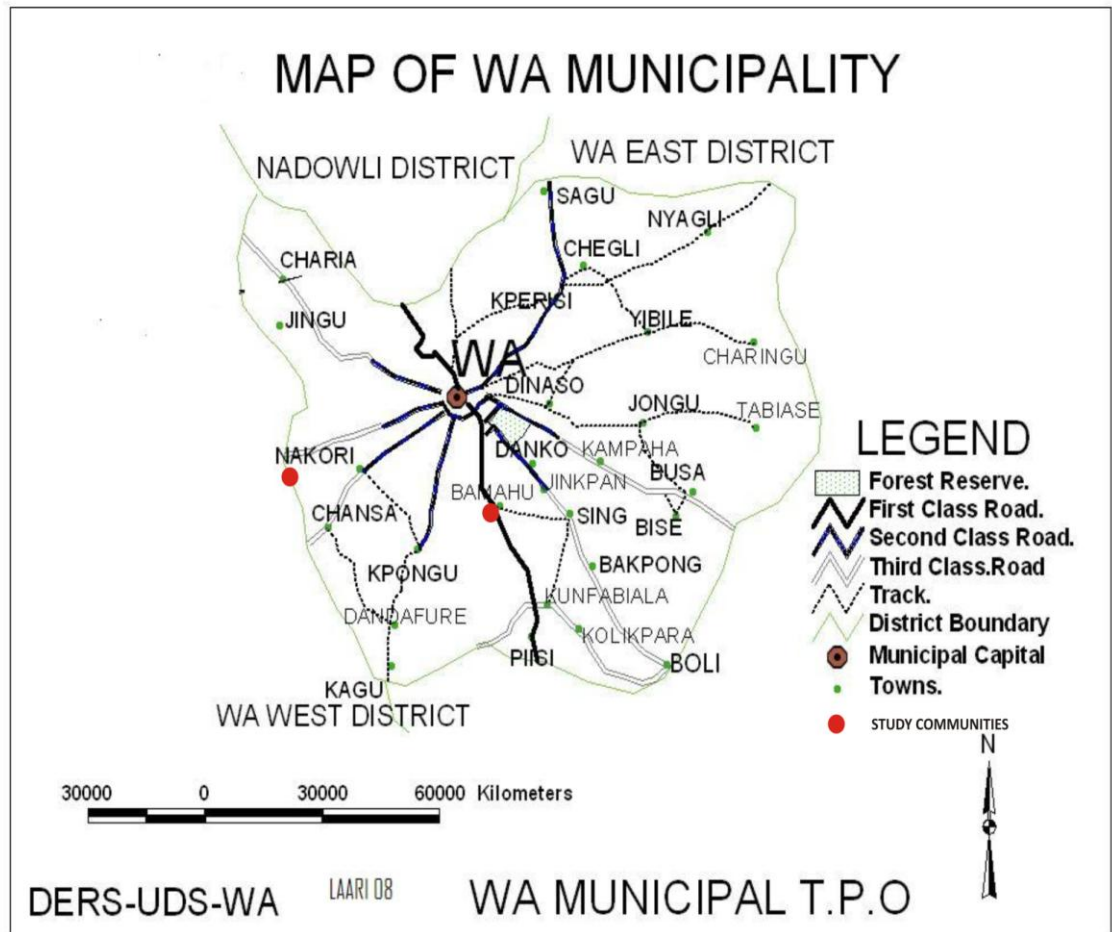 MAP OF WA MUNICIPALITY
NADOWLI DISTRICT
WA EAST DISTRICT
SAGU
NYAGLI
CHEGLI
CHARIA
KPERISI
JINGU
YIBILE
CHARINGU
WA
DINASO
JONGU
TABIASE
NAKORI
DANKO
KAMPAHA
BUSA
BAMAHU
JINKPAN
CHANSA
SING
BISE
KPONGU
BAKPONG
KUNFABIALA
DANDAFURE
KOLIKPARA
PIISI
BOLI
KAGU
WA WEST DISTRICT
LEGEND
Forest Reserve.
First Class Road.
Second Class Road.
Third Class.Road
Track.
District Boundary
Municipal Capital
Towns.
STUDY COMMUNITIES
N
30000 0 30000 60000 Kilometers
DERS-UDS-WA
LAARI 08
WA MUNICIPAL T.P.O